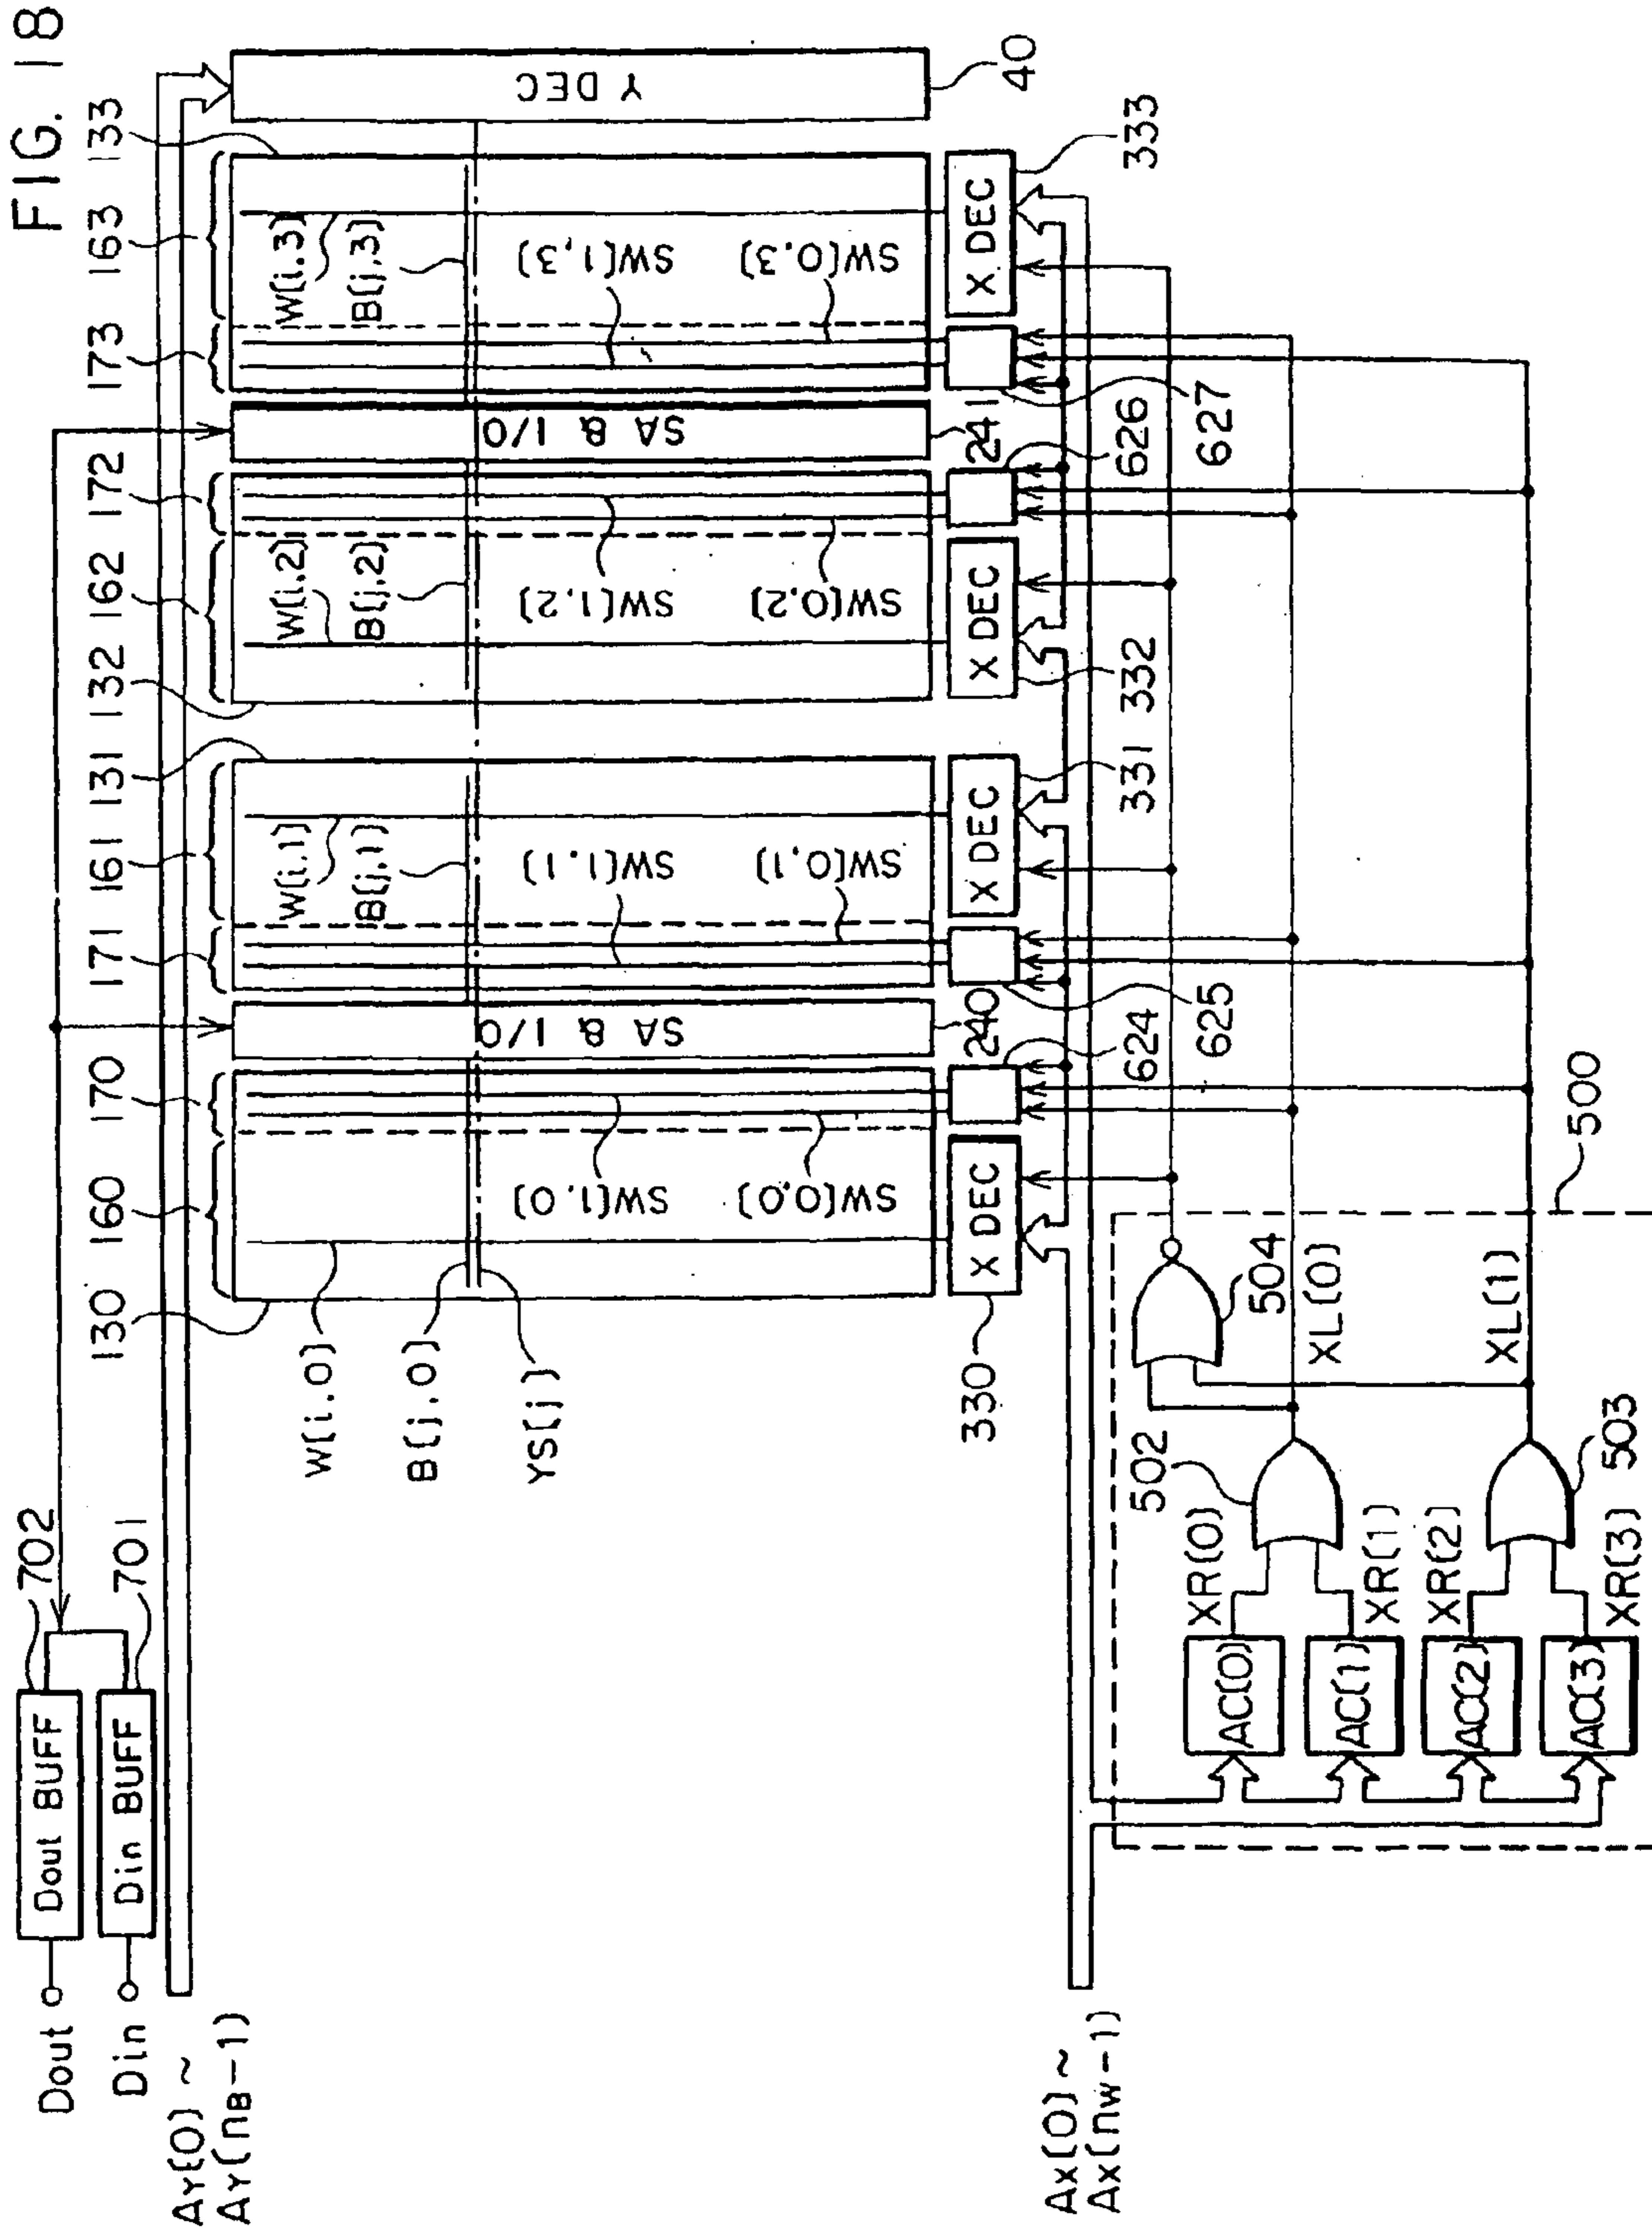 FIG. 18
Dout
Dout BUFF
702
Din
Din BUFF
701
AY(0) ~
AY(nB-1)
130
160
170
171
161
131
132
162
172
173
163
133
W(i,0)
B(j,0)
YS(j)
SW(1,0)
SW(0,0)
SA & I/O
W(i,1)
B(j,1)
SW(1,1)
SW(0,1)
W(i,2)
B(j,2)
SW(1,2)
SW(0,2)
SA & I/O
W(i,3)
B(j,3)
SW(1,3)
SW(0,3)
Y DEC
40
330
X DEC
240
624
625
X DEC
331
X DEC
332
241
626
627
X DEC
333
AX(0) ~
AX(nW-1)
500
AC(0)
XR(0)
AC(1)
XR(1)
AC(2)
XR(2)
AC(3)
XR(3)
502
503
504
XL(0)
XL(1)